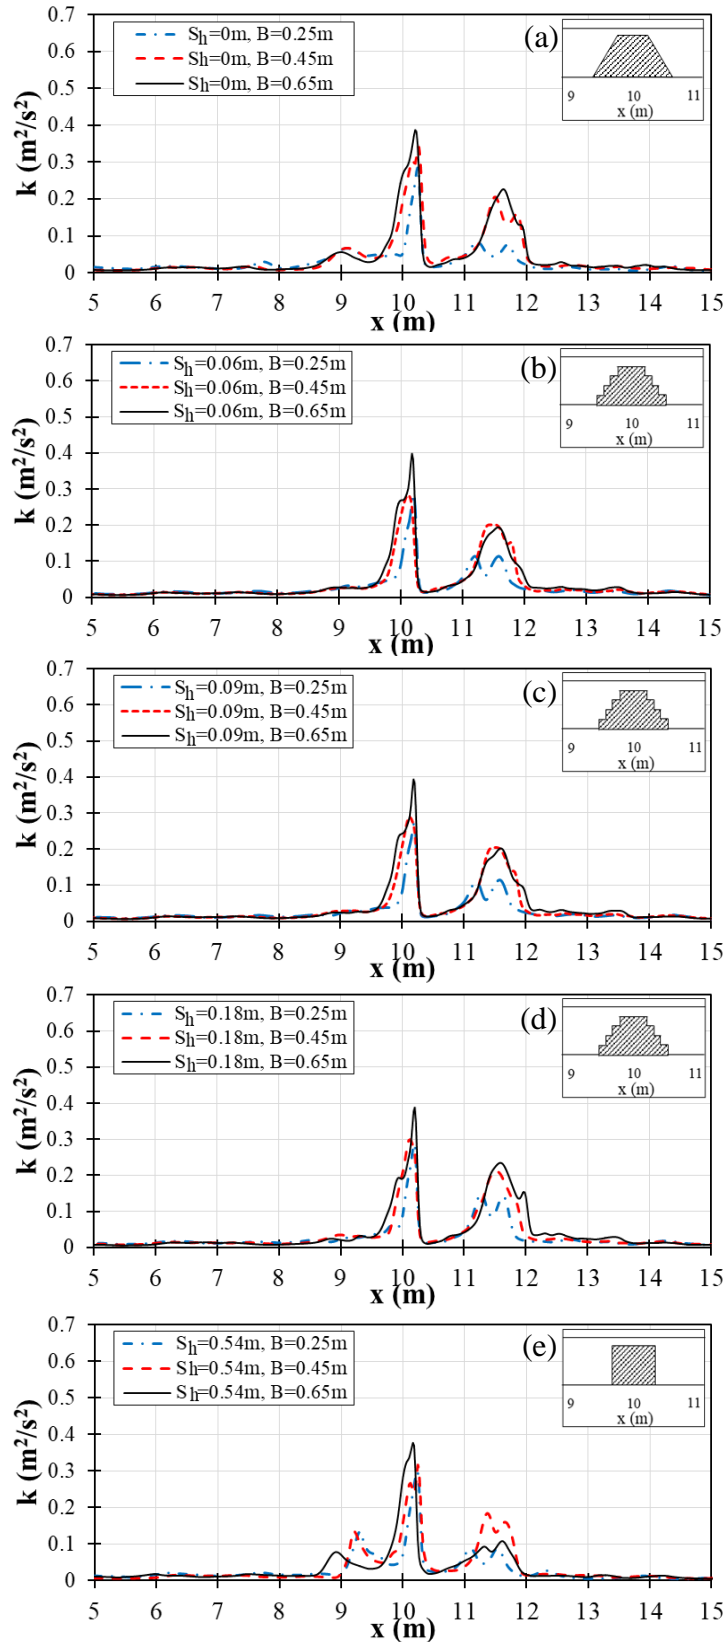 0.7
0.6
0.5
0.4
0.3
0.2
0.1
0
k (m²/s²)
Sh=0m, B=0.25m
Sh=0m, B=0.45m
Sh=0m, B=0.65m
(a)
9 10 11
x (m)
5 6 7 8 9 10 11 12 13 14 15
x (m)
0.7
0.6
0.5
0.4
0.3
0.2
0.1
0
k (m²/s²)
Sh=0.06m, B=0.25m
Sh=0.06m, B=0.45m
Sh=0.06m, B=0.65m
(b)
9 10 11
x (m)
5 6 7 8 9 10 11 12 13 14 15
x (m)
0.7
0.6
0.5
0.4
0.3
0.2
0.1
0
k (m²/s²)
Sh=0.09m, B=0.25m
Sh=0.09m, B=0.45m
Sh=0.09m, B=0.65m
(c)
9 10 11
x (m)
5 6 7 8 9 10 11 12 13 14 15
x (m)
0.7
0.6
0.5
0.4
0.3
0.2
0.1
0
k (m²/s²)
Sh=0.18m, B=0.25m
Sh=0.18m, B=0.45m
Sh=0.18m, B=0.65m
(d)
9 10 11
x (m)
5 6 7 8 9 10 11 12 13 14 15
x (m)
0.7
0.6
0.5
0.4
0.3
0.2
0.1
0
k (m²/s²)
Sh=0.54m, B=0.25m
Sh=0.54m, B=0.45m
Sh=0.54m, B=0.65m
(e)
9 10 11
x (m)
5 6 7 8 9 10 11 12 13 14 15
x (m)